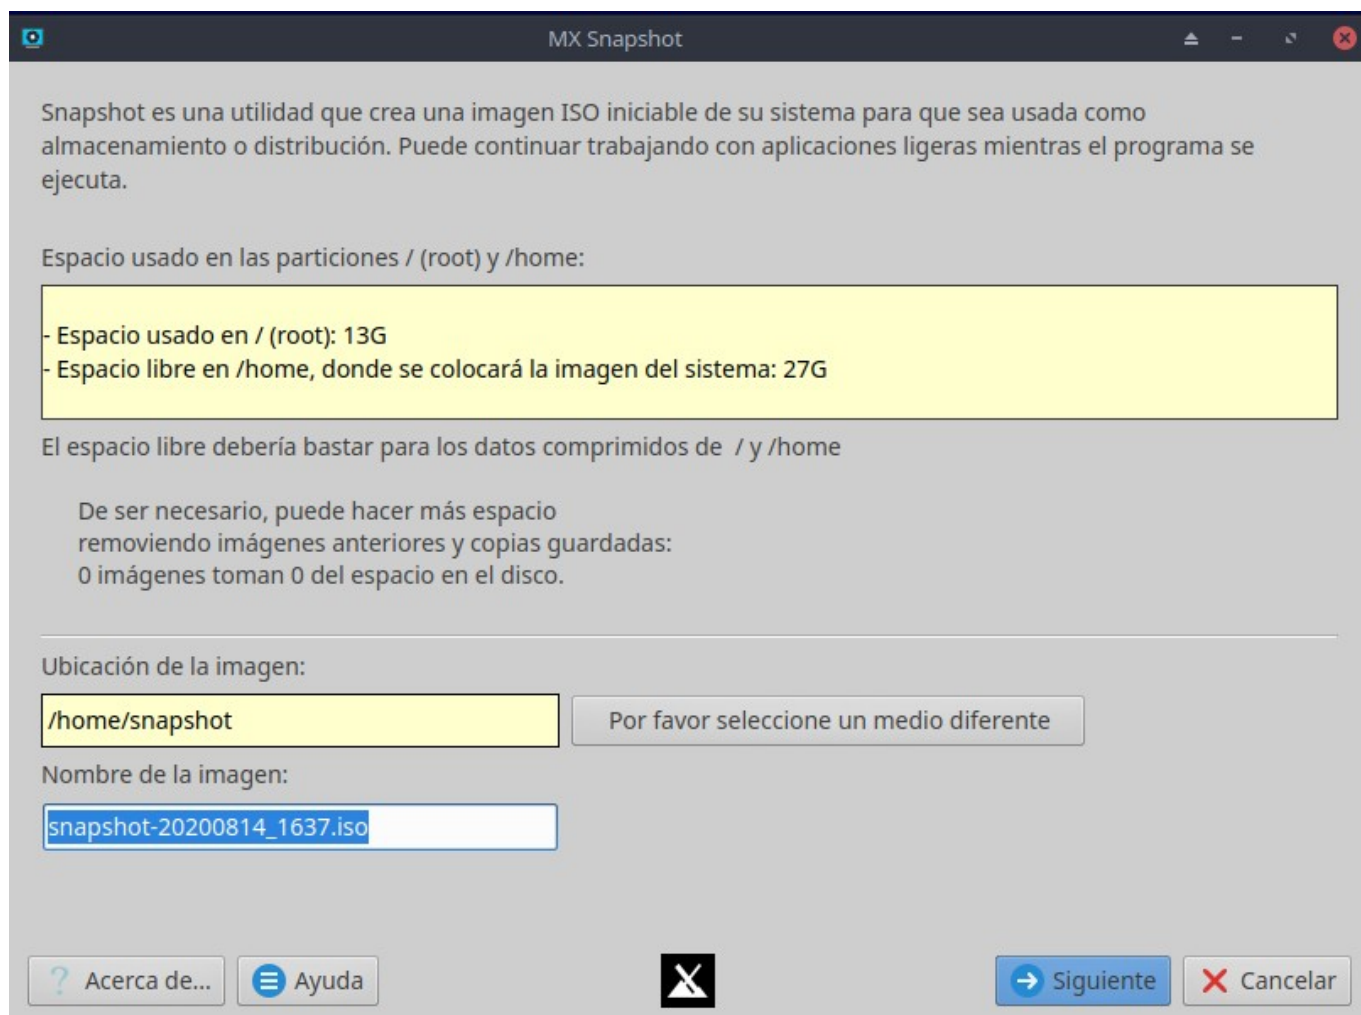 MX Snapshot
Snapshot es una utilidad que crea una imagen ISO iniciable de su sistema para que sea usada como
almacenamiento o distribución. Puede continuar trabajando con aplicaciones ligeras mientras el programa se
ejecuta.
Espacio usado en las particiones / (root) y /home:
- Espacio usado en / (root): 13G
- Espacio libre en /home, donde se colocará la imagen del sistema: 27G
El espacio libre debería bastar para los datos comprimidos de  / y /home
De ser necesario, puede hacer más espacio
removiendo imágenes anteriores y copias guardadas:
0 imágenes toman 0 del espacio en el disco.
Ubicación de la imagen:
/home/snapshot Por favor seleccione un medio diferente
Nombre de la imagen:
snapshot-20200814_1637.iso
? Acerca de... Ayuda Siguiente Cancelar